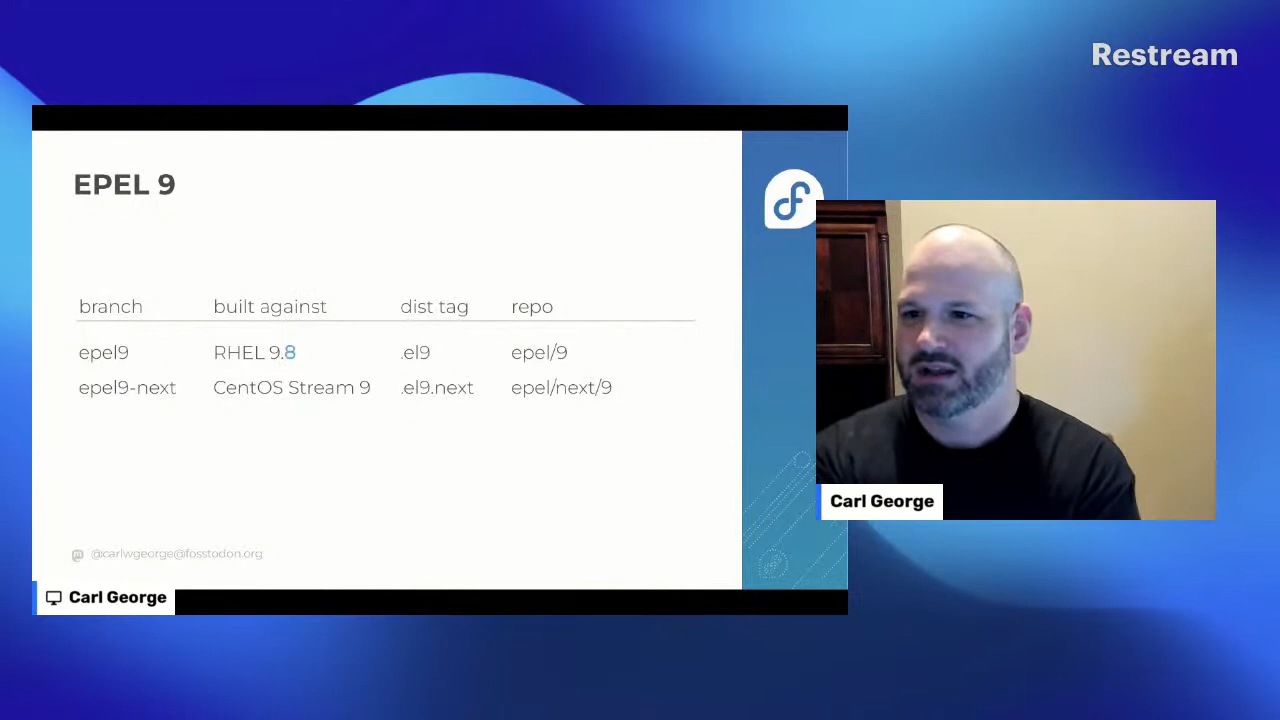 Restream
EPEL 9
branch built against dist tag repo
epel9 RHEL 9.8 .el9 epel/9
epel9-next CentOS Stream 9 .el9.next epel/next/9
@carlwgeorge@fosstodon.org
Carl George
Carl George